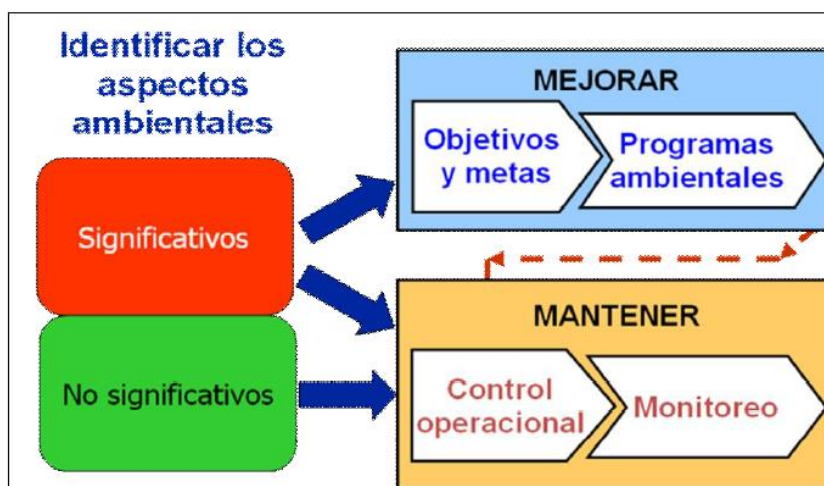 Identificar los
aspectos
ambientales
Significativos
No significativos
MEJORAR
Objetivos
y metas
Programas
ambientales
MANTENER
Control
operacional
Monitoreo